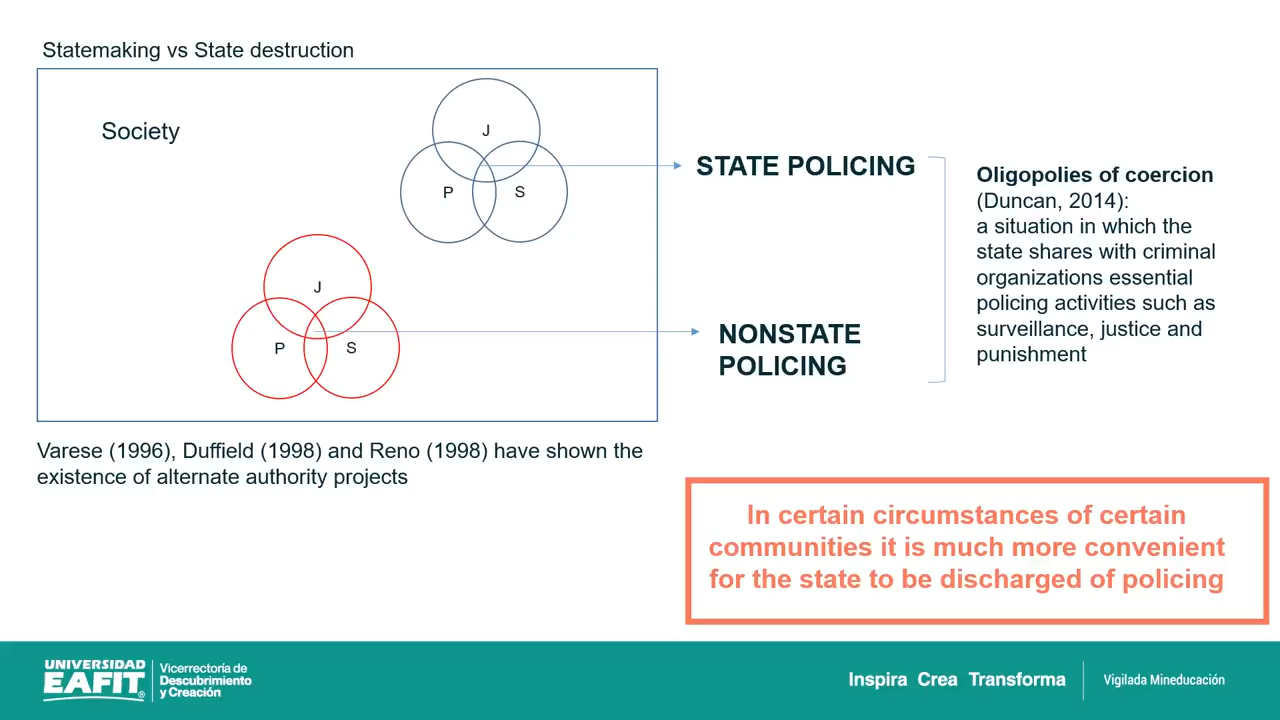 Statemaking vs State destruction
Society
J
P
S
J
P
S
STATE POLICING
NONSTATE
POLICING
Oligopolies of coercion
(Duncan, 2014):
a situation in which the
state shares with criminal
organizations essential
policing activities such as
surveillance, justice and
punishment
Varese (1996), Duffield (1998) and Reno (1998) have shown the
existence of alternate authority projects
In certain circumstances of certain
communities it is much more convenient
for the state to be discharged of policing
UNIVERSIDAD
EAFIT®
Vicerrectoría de
Descubrimiento
y Creación
Inspira Crea Transforma
Vigilada Mineducación